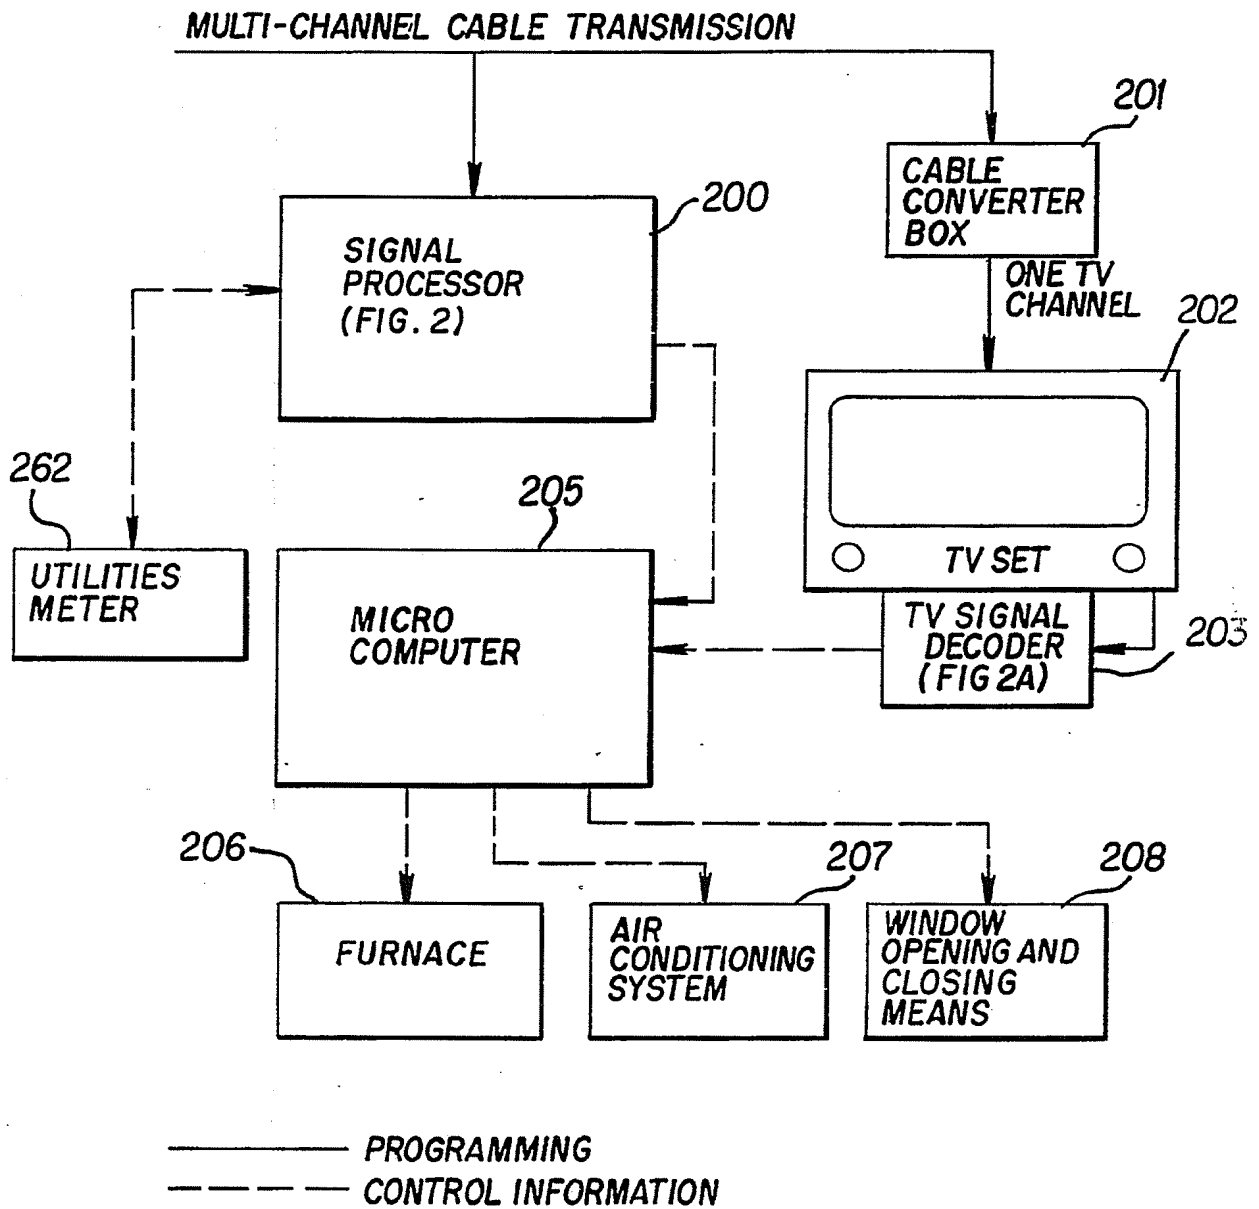 MULTI-CHANNEL CABLE TRANSMISSION
201
CABLE
CONVERTER
BOX
200
SIGNAL
PROCESSOR
(FIG. 2)
ONE TV
CHANNEL
202
262
205
TV SET
UTILITIES
METER
MICRO
COMPUTER
TV SIGNAL
DECODER
(FIG 2A)
203
206
207
208
FURNACE
AIR
CONDITIONING
SYSTEM
WINDOW
OPENING AND
CLOSING
MEANS
PROGRAMMING
CONTROL INFORMATION